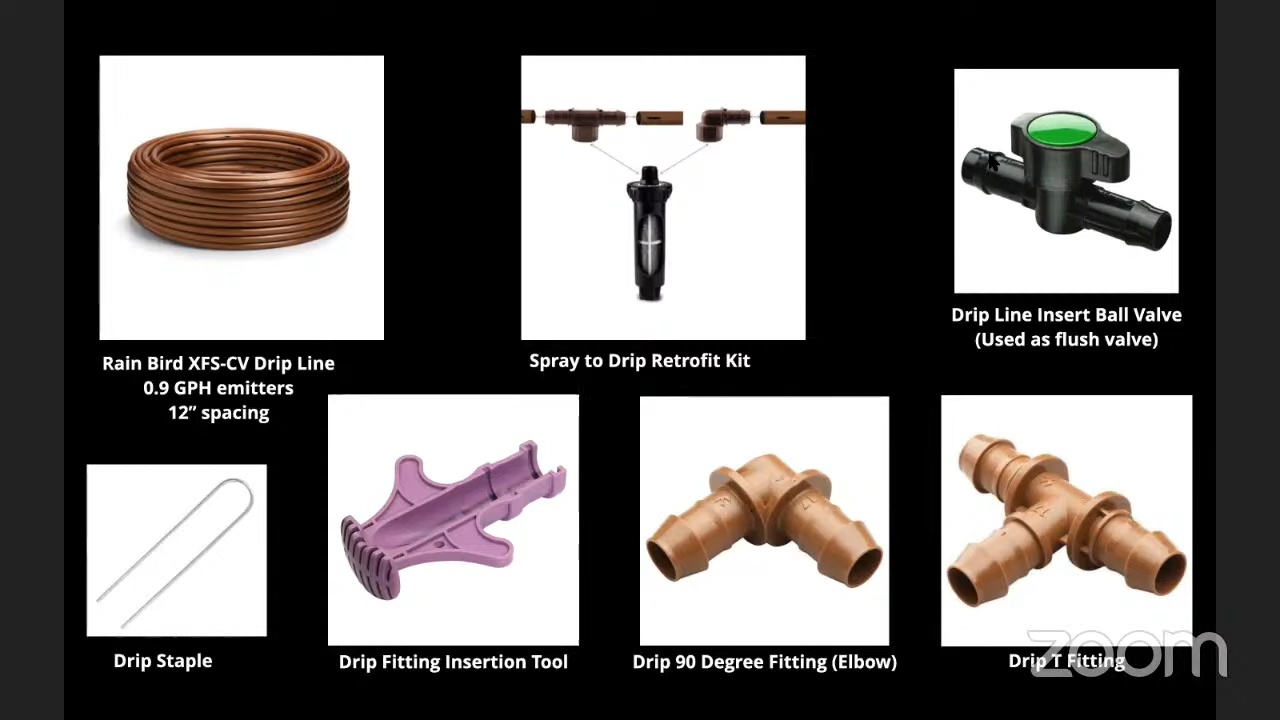 Rain Bird XFS-CV Drip Line
0.9 GPH emitters
12” spacing
Spray to Drip Retrofit Kit
Drip Line Insert Ball Valve
(Used as flush valve)
Drip Staple
Drip Fitting Insertion Tool
Drip 90 Degree Fitting (Elbow)
Drip T Fitting
zoom